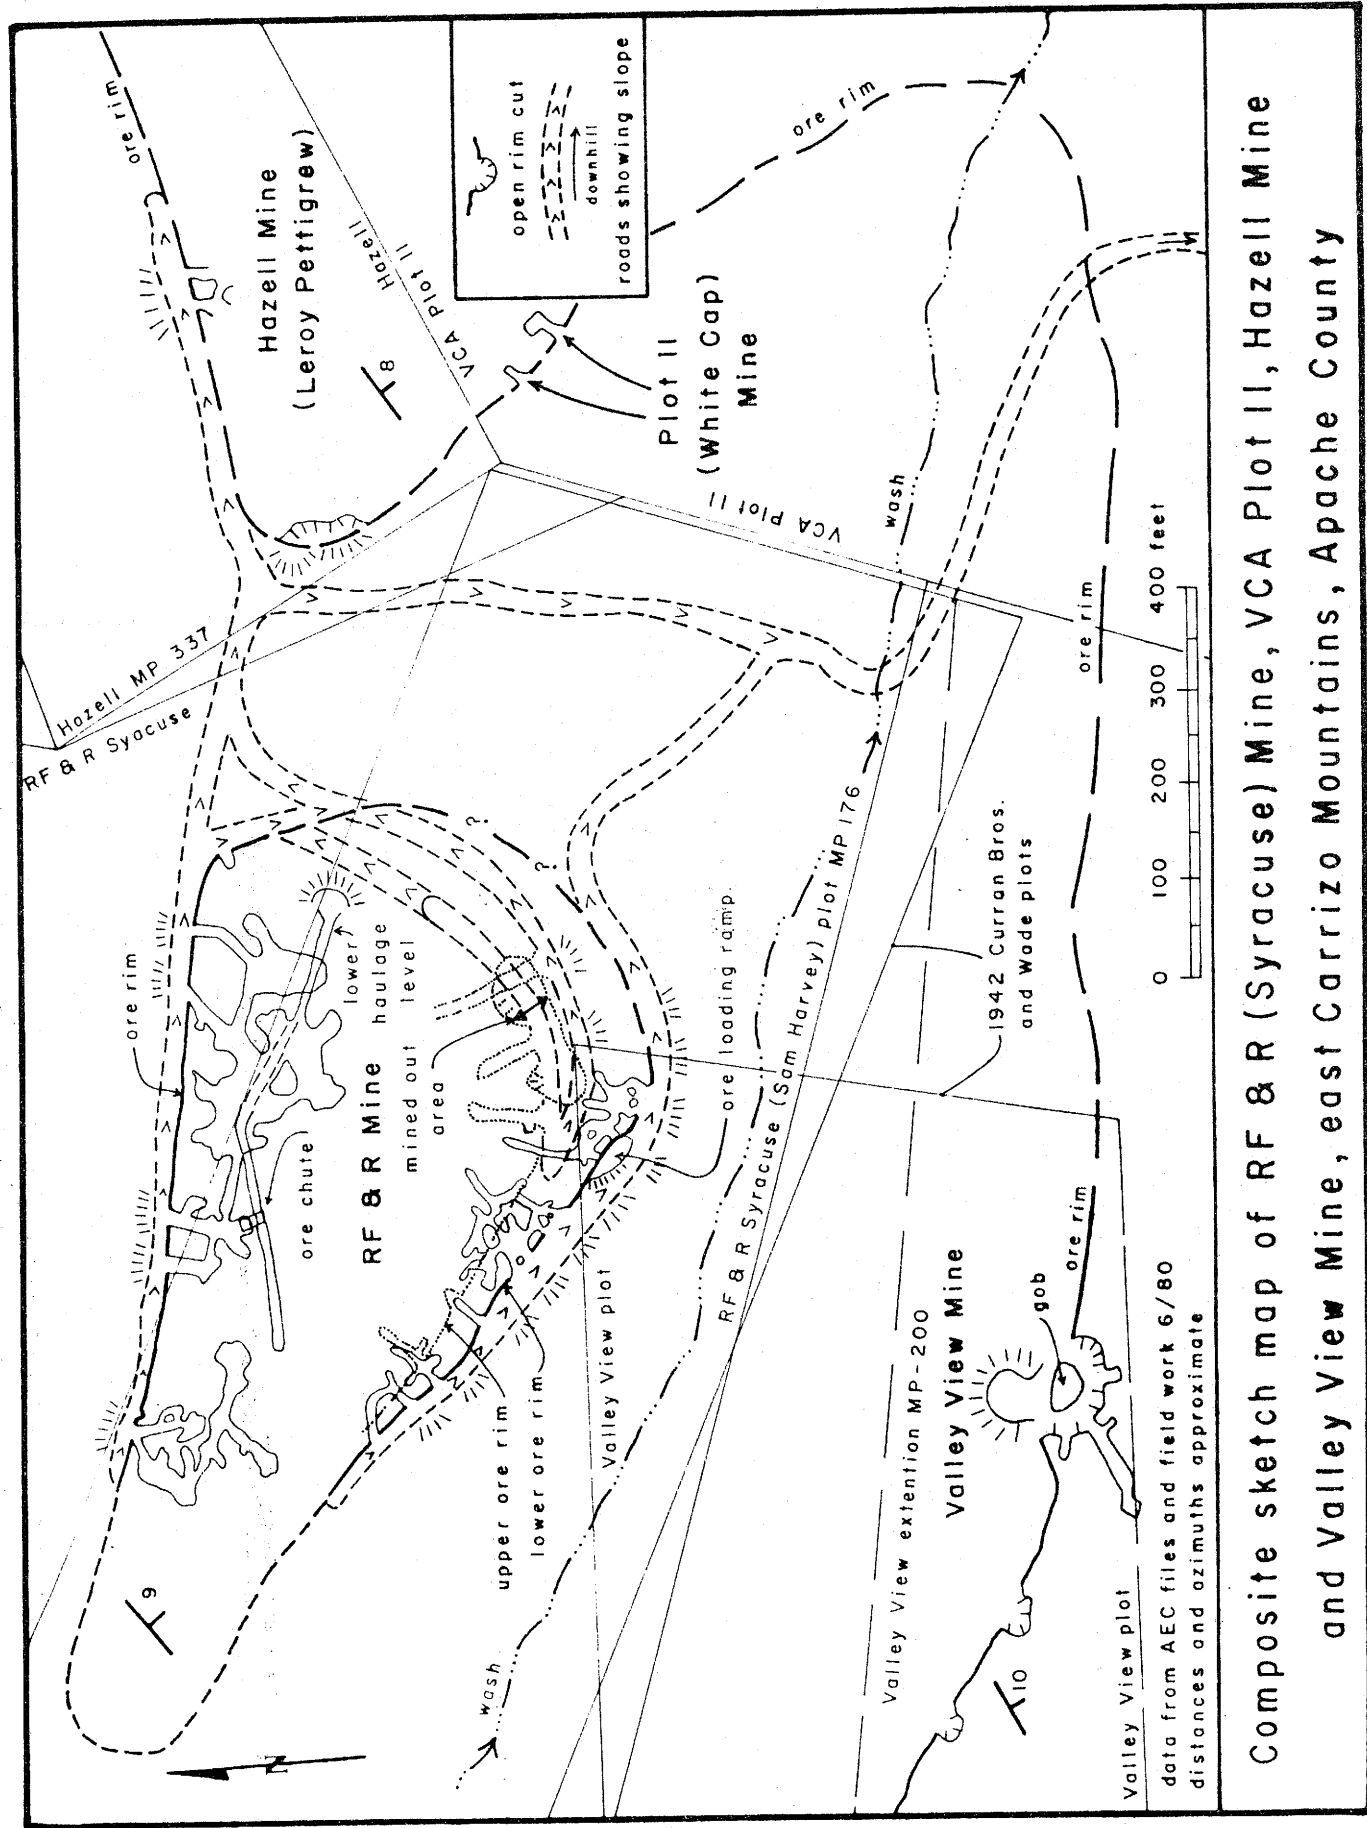 ore rim
Hazell Mine
(Leroy Pettigrew)
8
Hazell
VCA Plot II
open rim cut
downhill
roads showing slope
ore rim
Plot II
(White Cap)
Mine
Hazell MP 337
RF & R Syacuse
VCA Plot II
wash
ore rim
ore rim
lower
haulage
level
RF & R Mine
mined out
area
ore chute
?
?
ore loading ramp
RF & R Syracuse (Sam Harvey) plot MP 176
1942 Curran Bros.
and Wade plots
0 100 200 300 400 feet
9
N
upper ore rim
lower ore rim
Valley View plot
wash
Valley View extention MP-200
Valley View Mine
gob
ore rim
10
Valley View plot
data from AEC files and field work 6/80
distances and azimuths approximate
Composite sketch map of RF & R (Syracuse) Mine, VCA Plot II, Hazell Mine
and Valley View Mine, east Carrizo Mountains, Apache County